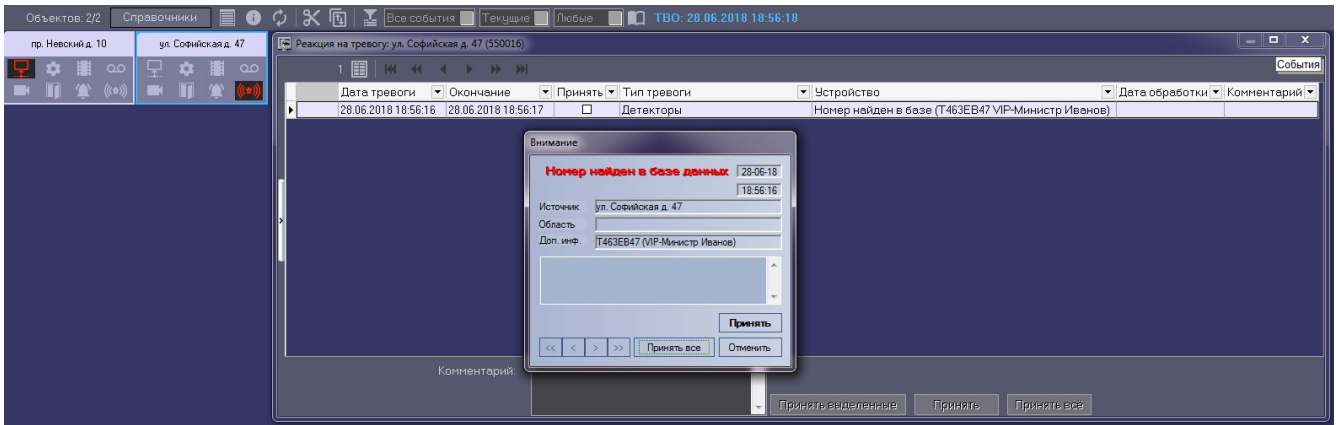 Объектов: 2/2 Справочники Все события Текущие Любые ТВО: 28.06.2018 18:56:18
пр. Невский д. 10 ул. Софийская д. 47
Реакция на тревогу: ул. Софийская д. 47 (550016)
1
События
Дата тревоги Окончание Принять Тип тревоги Устройство Дата обработки Комментарий
28.06.2018 18:56:16 28.06.2018 18:56:17 Детекторы Номер найден в базе (T463EB47 VIP-Министр Иванов)
Внимание
Номер найден в базе данных 28-06-18
18:56:16
Источник ул. Софийская д. 47
Область
Доп. инф. T463EB47 (VIP-Министр Иванов)
Принять
<< < > >> Принять все Отменить
Комментарий:
Принять выделенные Принять Принять всё